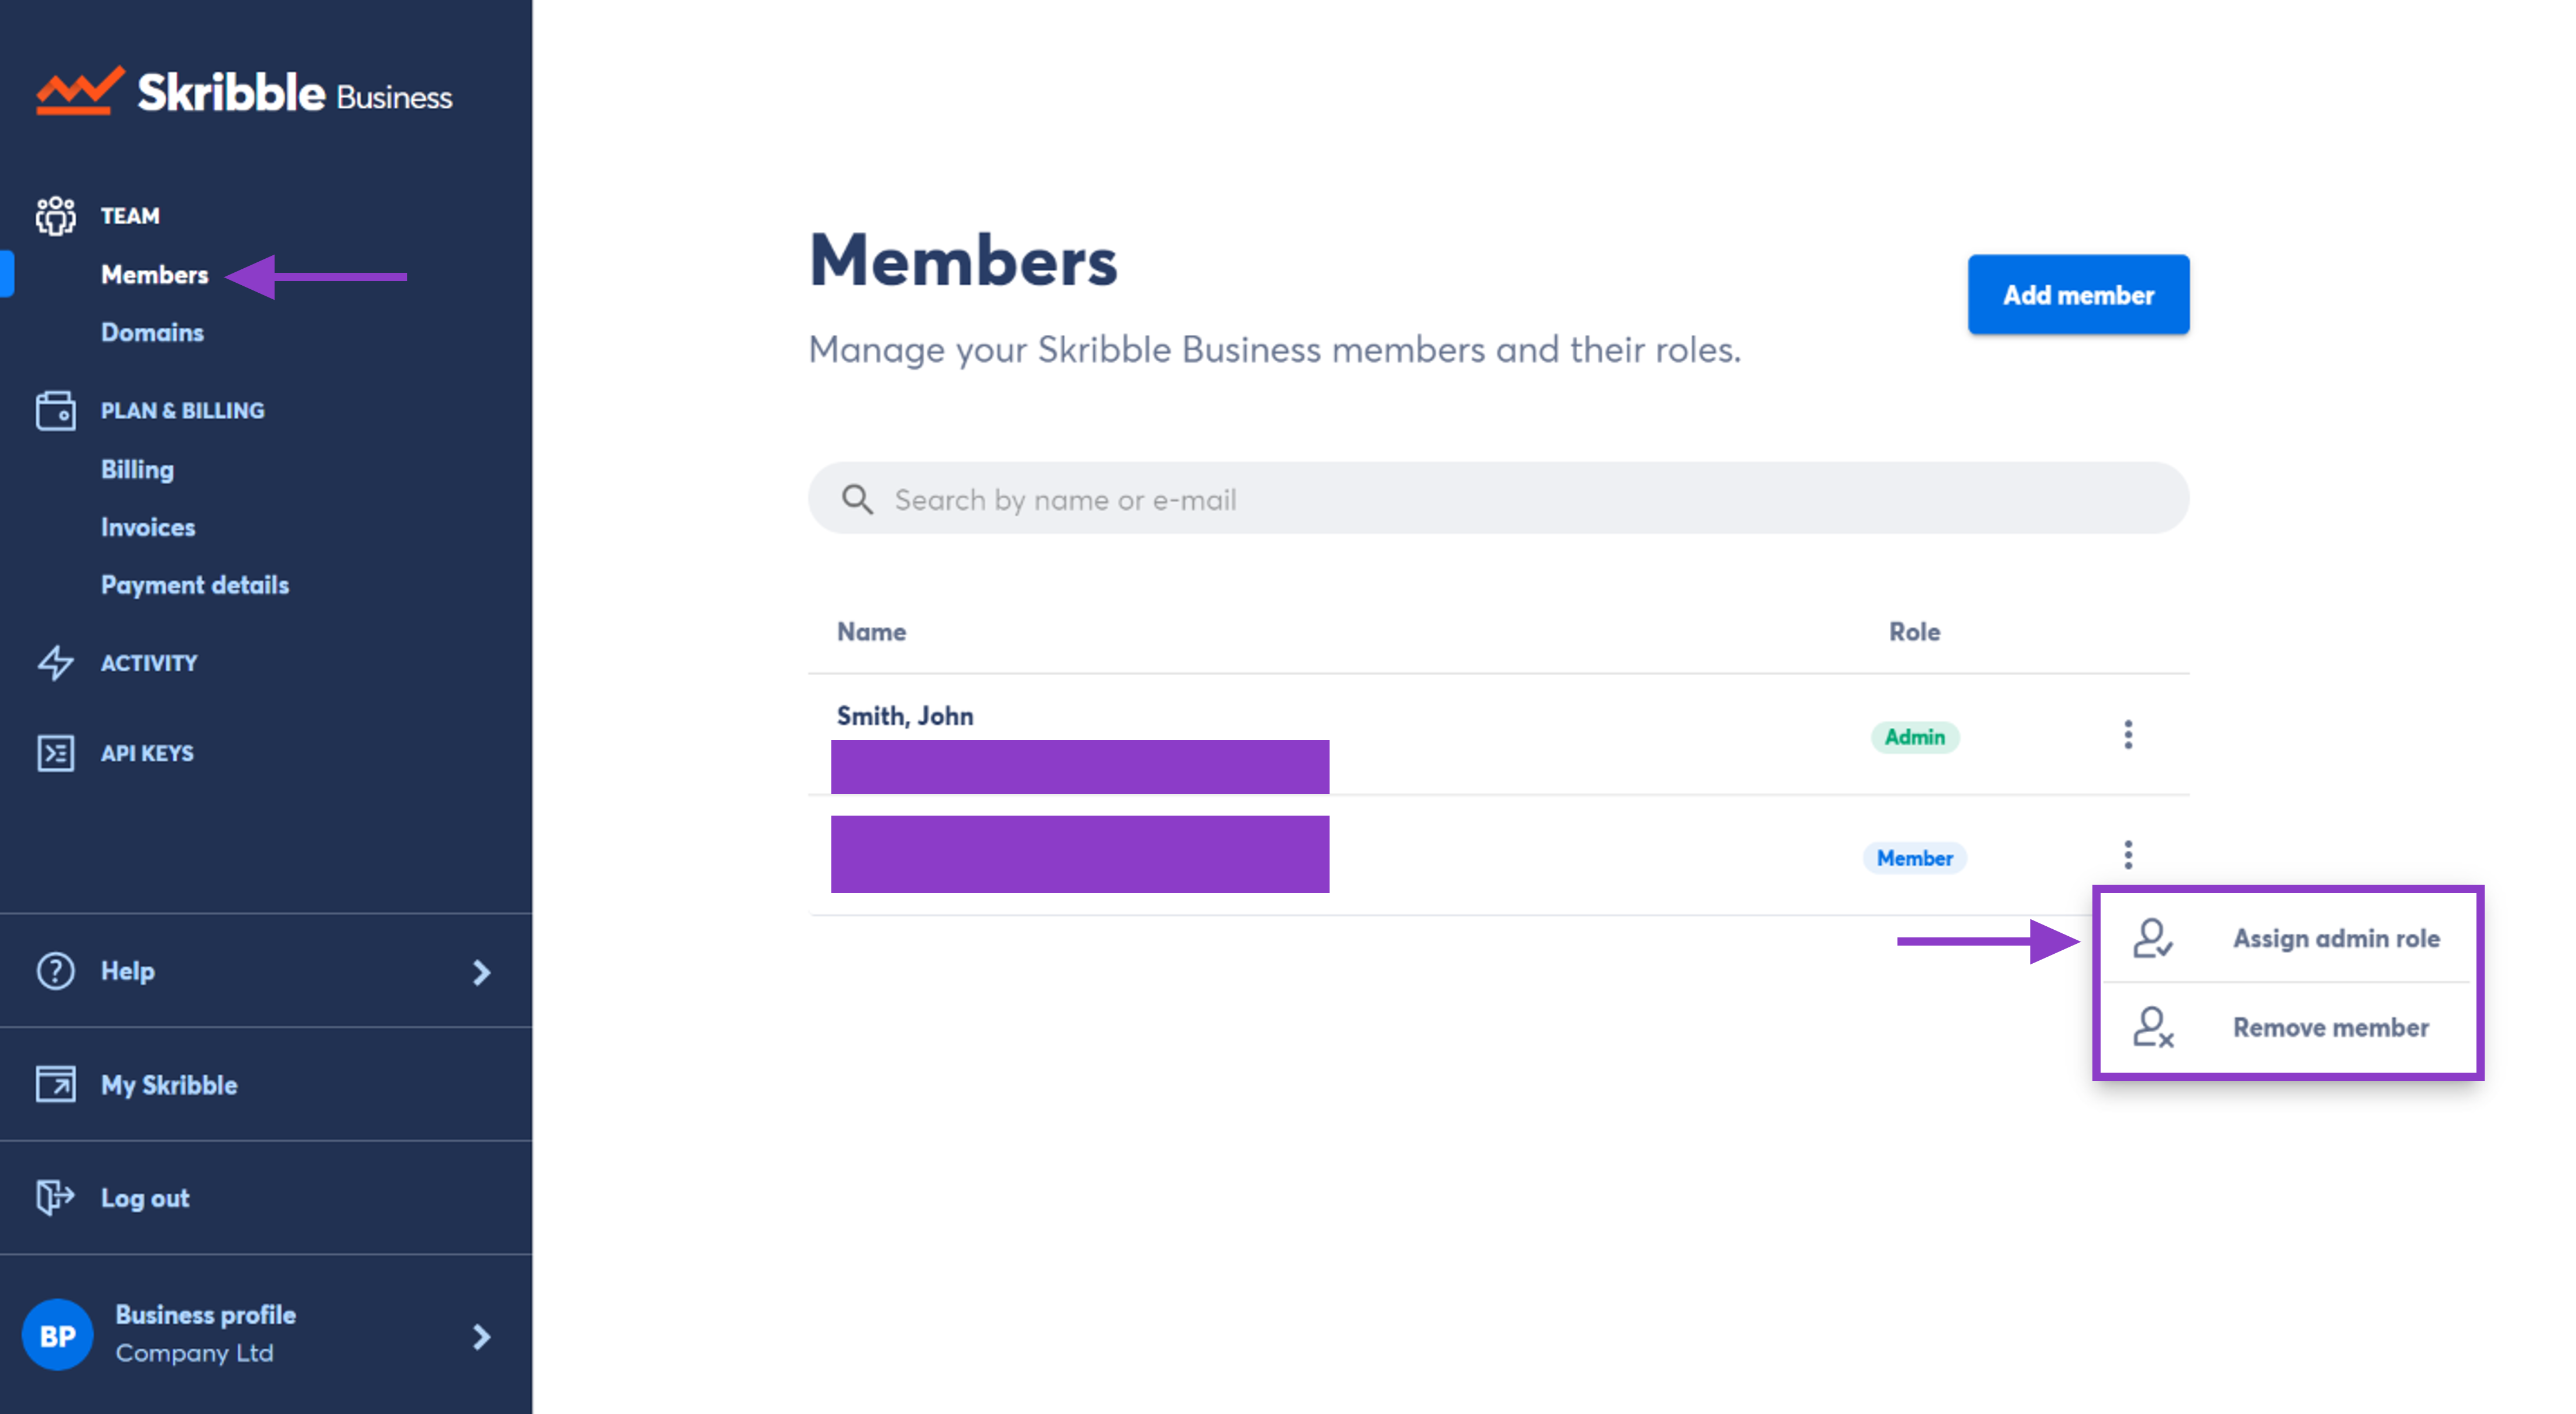 Skribble Business
TEAM
Members
Domains
PLAN & BILLING
Billing
Invoices
Payment details
ACTIVITY
API KEYS
Help
My Skribble
Log out
BP
Business profile
Company Ltd
Members
Add member
Manage your Skribble Business members and their roles.
Search by name or e-mail
Name Role
Smith, John
Admin
Member
Assign admin role
Remove member